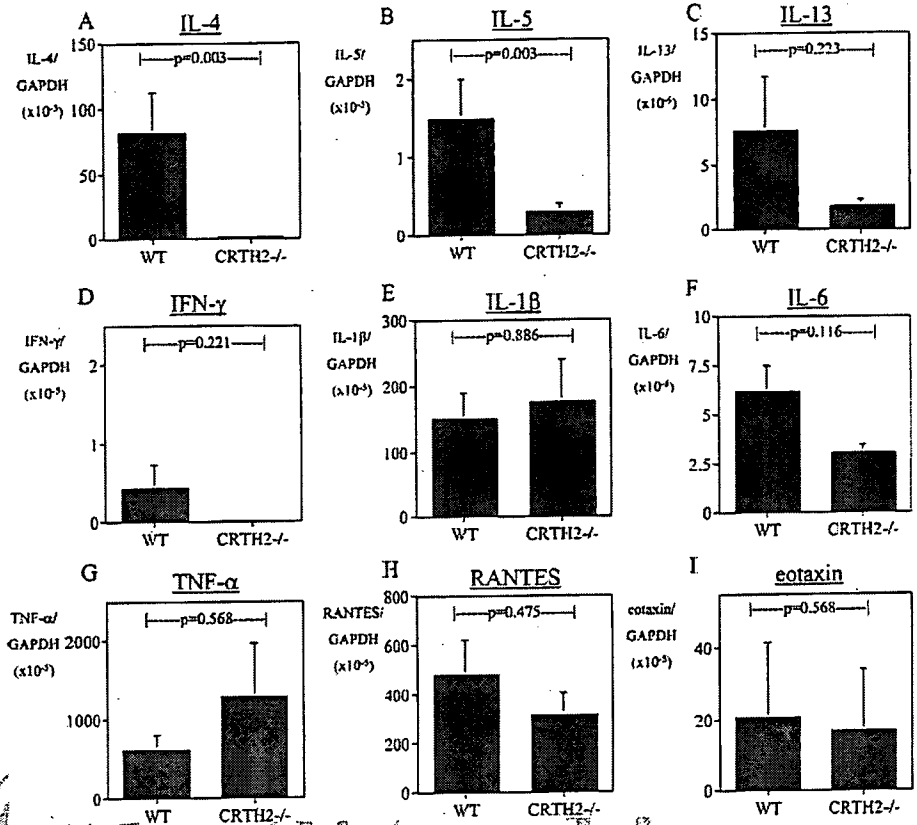 A IL-4
150
IL-4/
GAPDH
(x10-5)
100
50
0
p=0.003
WT CRTH2-/-
B IL-5
IL-5/
GAPDH
2
1
0
p=0.003
WT CRTH2-/-
C IL-13
15
IL-13/
GAPDH
10
5
0
p=0.223
WT CRTH2-/-
D IFN-γ
IFN-γ/
GAPDH
(x10-5)
2
1
0
p=0.221
WT CRTH2-/-
E IL-1β
300
IL-1β/
GAPDH
(x10-5)
200
100
0
p=0.886
WT CRTH2-/-
F IL-6
10
IL-6/
GAPDH
7.5
5
2.5
0
p=0.116
WT CRTH2-/-
G TNF-α
TNF-α/
GAPDH
(x10-5)
2000
1000
0
p=0.568
WT CRTH2-/-
H RANTES
800
RANTES/
GAPDH
(x10-5)
600
400
200
0
p=0.475
WT CRTH2-/-
I eotaxin
eotaxin/
GAPDH
(x10-5)
40
20
0
p=0.568
WT CRTH2-/-